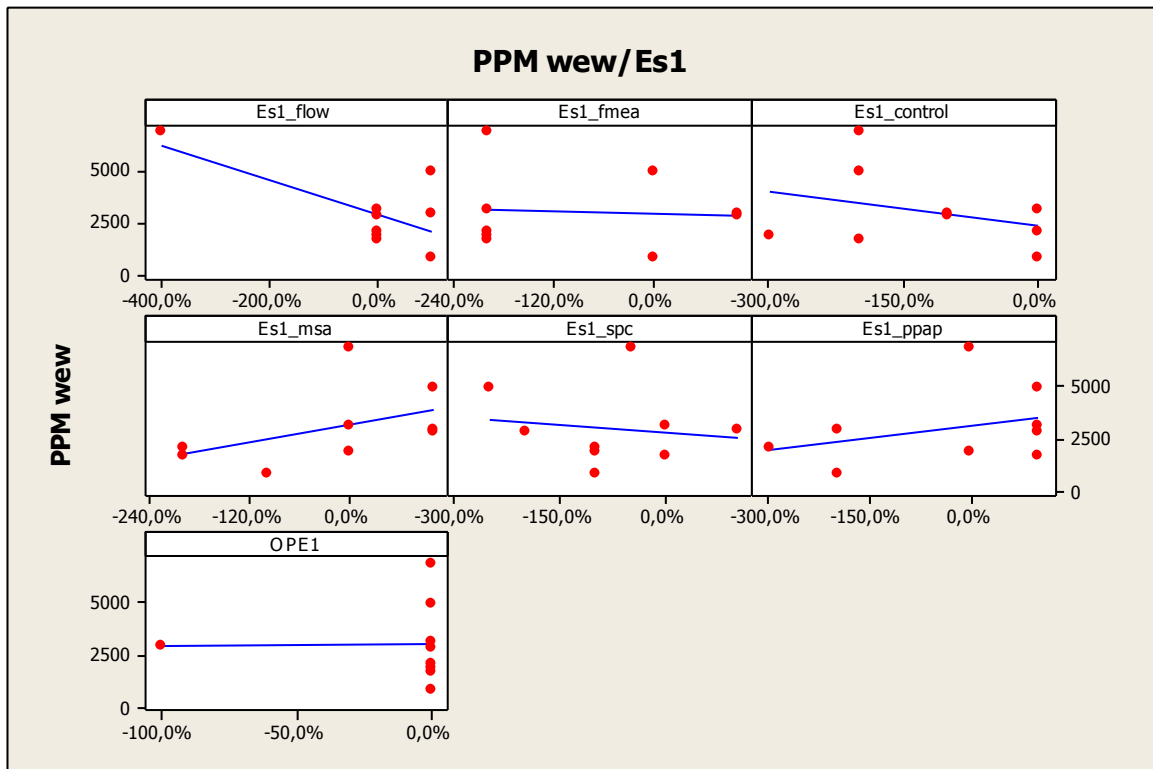 PPM wew/Es1
Es1_flow Es1_fmea Es1_control
5000
2500
0
-400,0% -200,0% 0,0% -240,0% -120,0% 0,0% -300,0% -150,0% 0,0%
Es1_msa Es1_spc Es1_ppap
PPM wew
5000
2500
0
-240,0% -120,0% 0,0% -300,0% -150,0% 0,0% -300,0% -150,0% 0,0%
OPE1
5000
2500
0
-100,0% -50,0% 0,0%